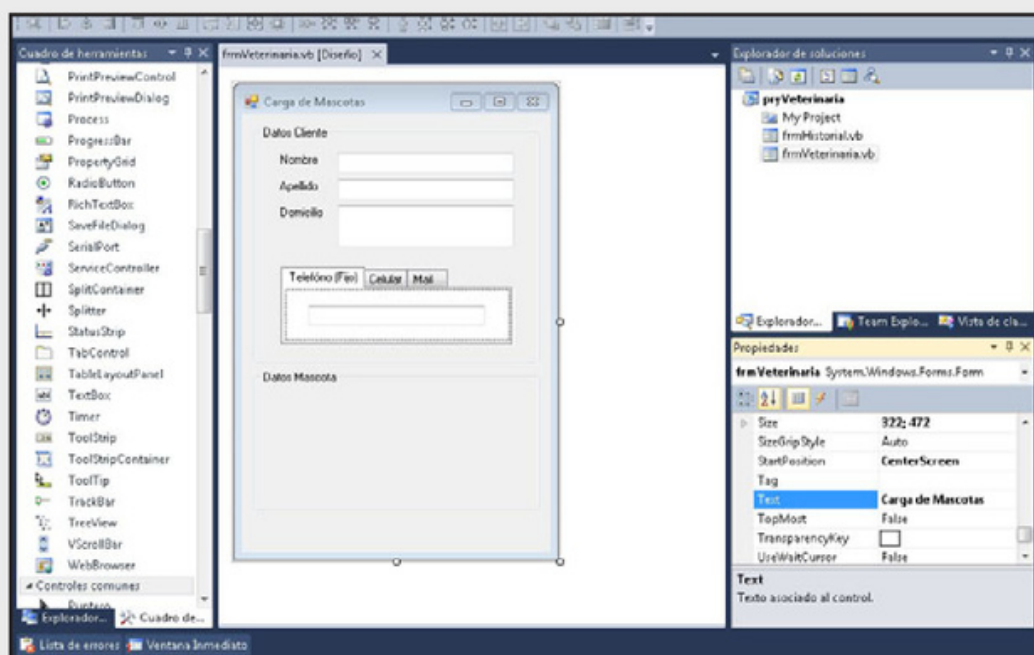 Cuadro de herramientas
PrintPreviewControl
PrintPreviewDialog
Process
ProgressBar
PropertyGrid
RadioButton
RichTextBox
SaveFileDialog
SerialPort
ServiceController
SplitContainer
Splitter
StatusStrip
TabControl
TableLayoutPanel
TextBox
Timer
ToolStrip
ToolStripContainer
ToolTip
TrackBar
TreeView
VScrollBar
WebBrowser
Controles comunes
Puntero
Explorador... Cuadro de...
frmVeterinaria.vb [Diseño]
Carga de Mascotas
Datos Cliente
Nombre
Apellido
Domicilio
Telefóno (Fijo) Celular Mail
Datos Mascota
Explorador de soluciones
pryVeterinaria
My Project
frmHistorial.vb
frmVeterinaria.vb
Explorador... Team Explo... Vista de cla...
Propiedades
frmVeterinaria System.Windows.Forms.Form
Size 322; 472
SizeGripStyle Auto
StartPosition CenterScreen
Tag
Text Carga de Mascotas
TopMost False
TransparencyKey
UseWaitCursor False
Text
Texto asociado al control.
Lista de errores Ventana Inmediato